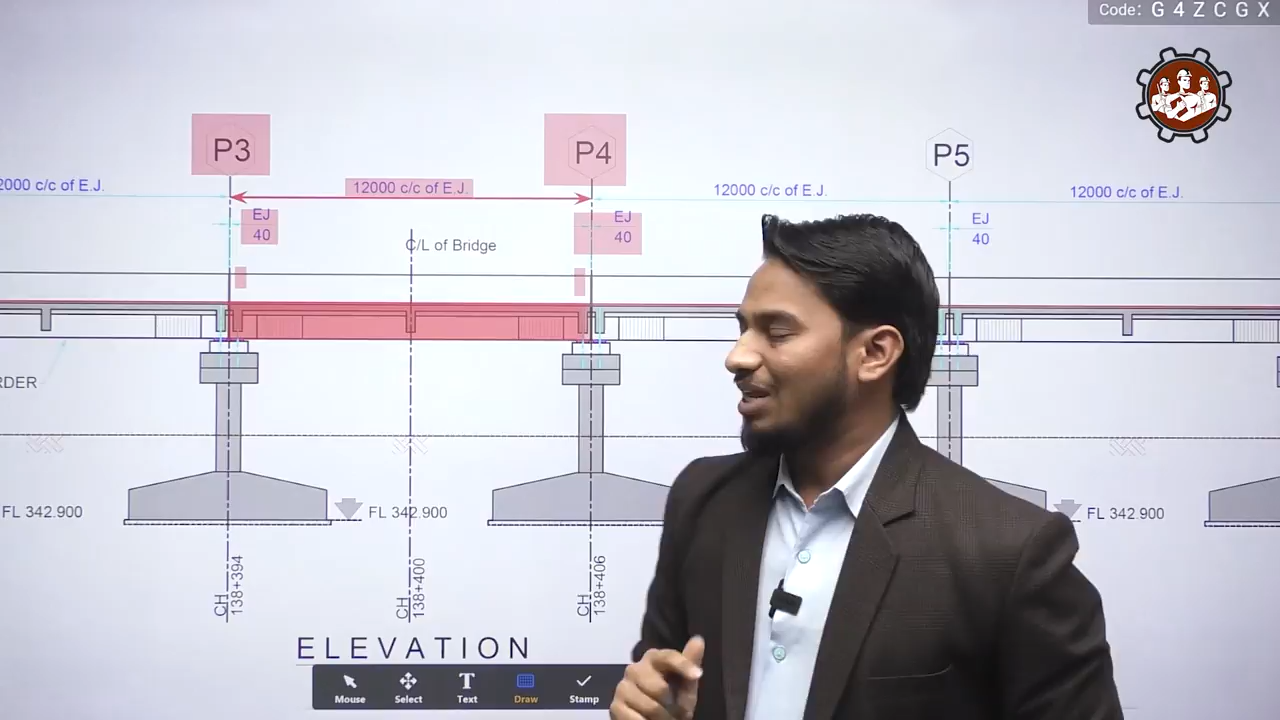 Code: G 4 Z C G X
P3
P4
P5
2000 c/c of E.J.
12000 c/c of E.J.
12000 c/c of E.J.
12000 c/c of E.J.
EJ
40
EJ
40
EJ
40
C/L of Bridge
RDER
FL 342.900
FL 342.900
FL 342.900
CH
138+394
CH
138+400
CH
138+406
ELEVATION
Mouse
Select
Text
Draw
Stamp